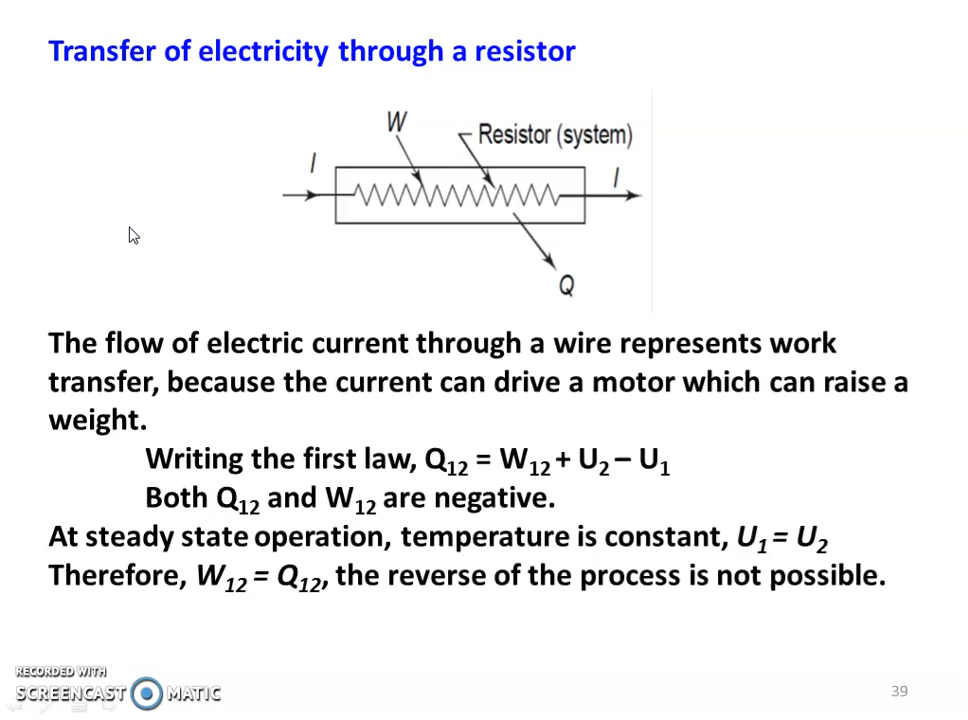 Transfer of electricity through a resistor
W
Resistor (system)
I
I
Q
The flow of electric current through a wire represents work
transfer, because the current can drive a motor which can raise a
weight.
Writing the first law, Q12 = W12 + U2 – U1
Both Q12 and W12 are negative.
At steady state operation, temperature is constant, U1 = U2
Therefore, W12 = Q12, the reverse of the process is not possible.
RECORDED WITH
SCREENCAST MATIC
39